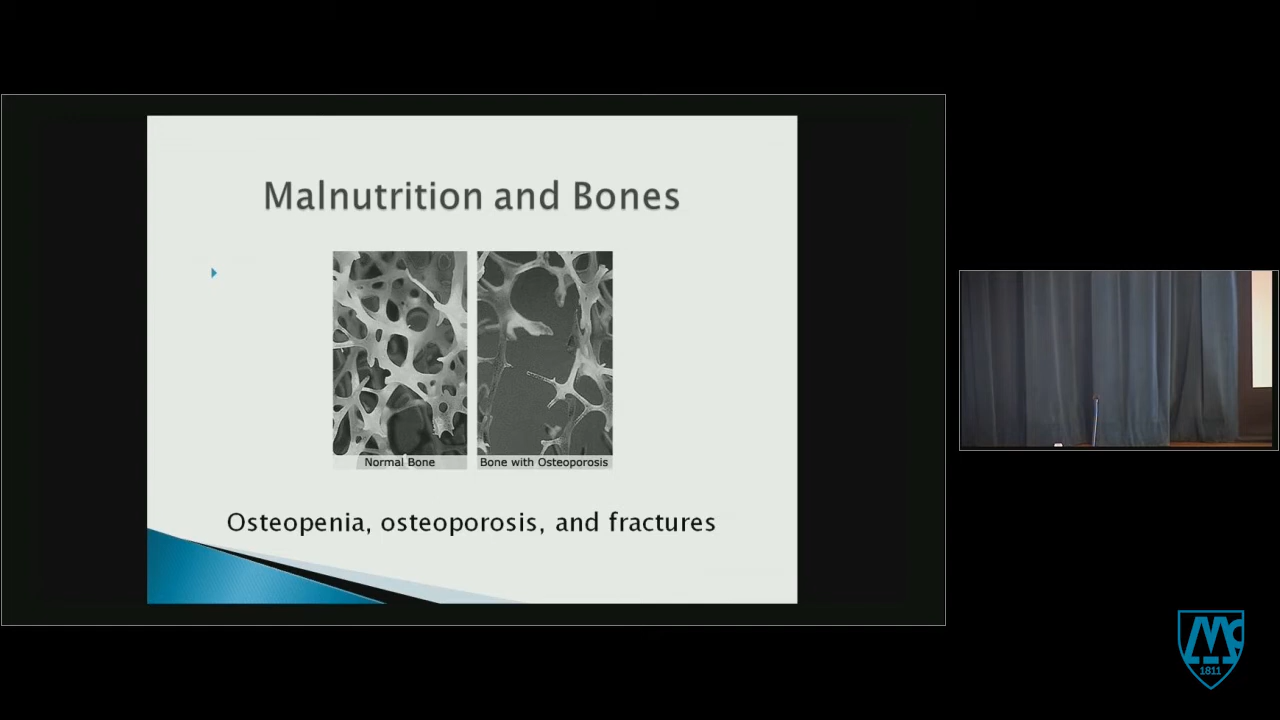 Malnutrition and Bones
Normal Bone
Bone with Osteoporosis
Osteopenia, osteoporosis, and fractures
1811